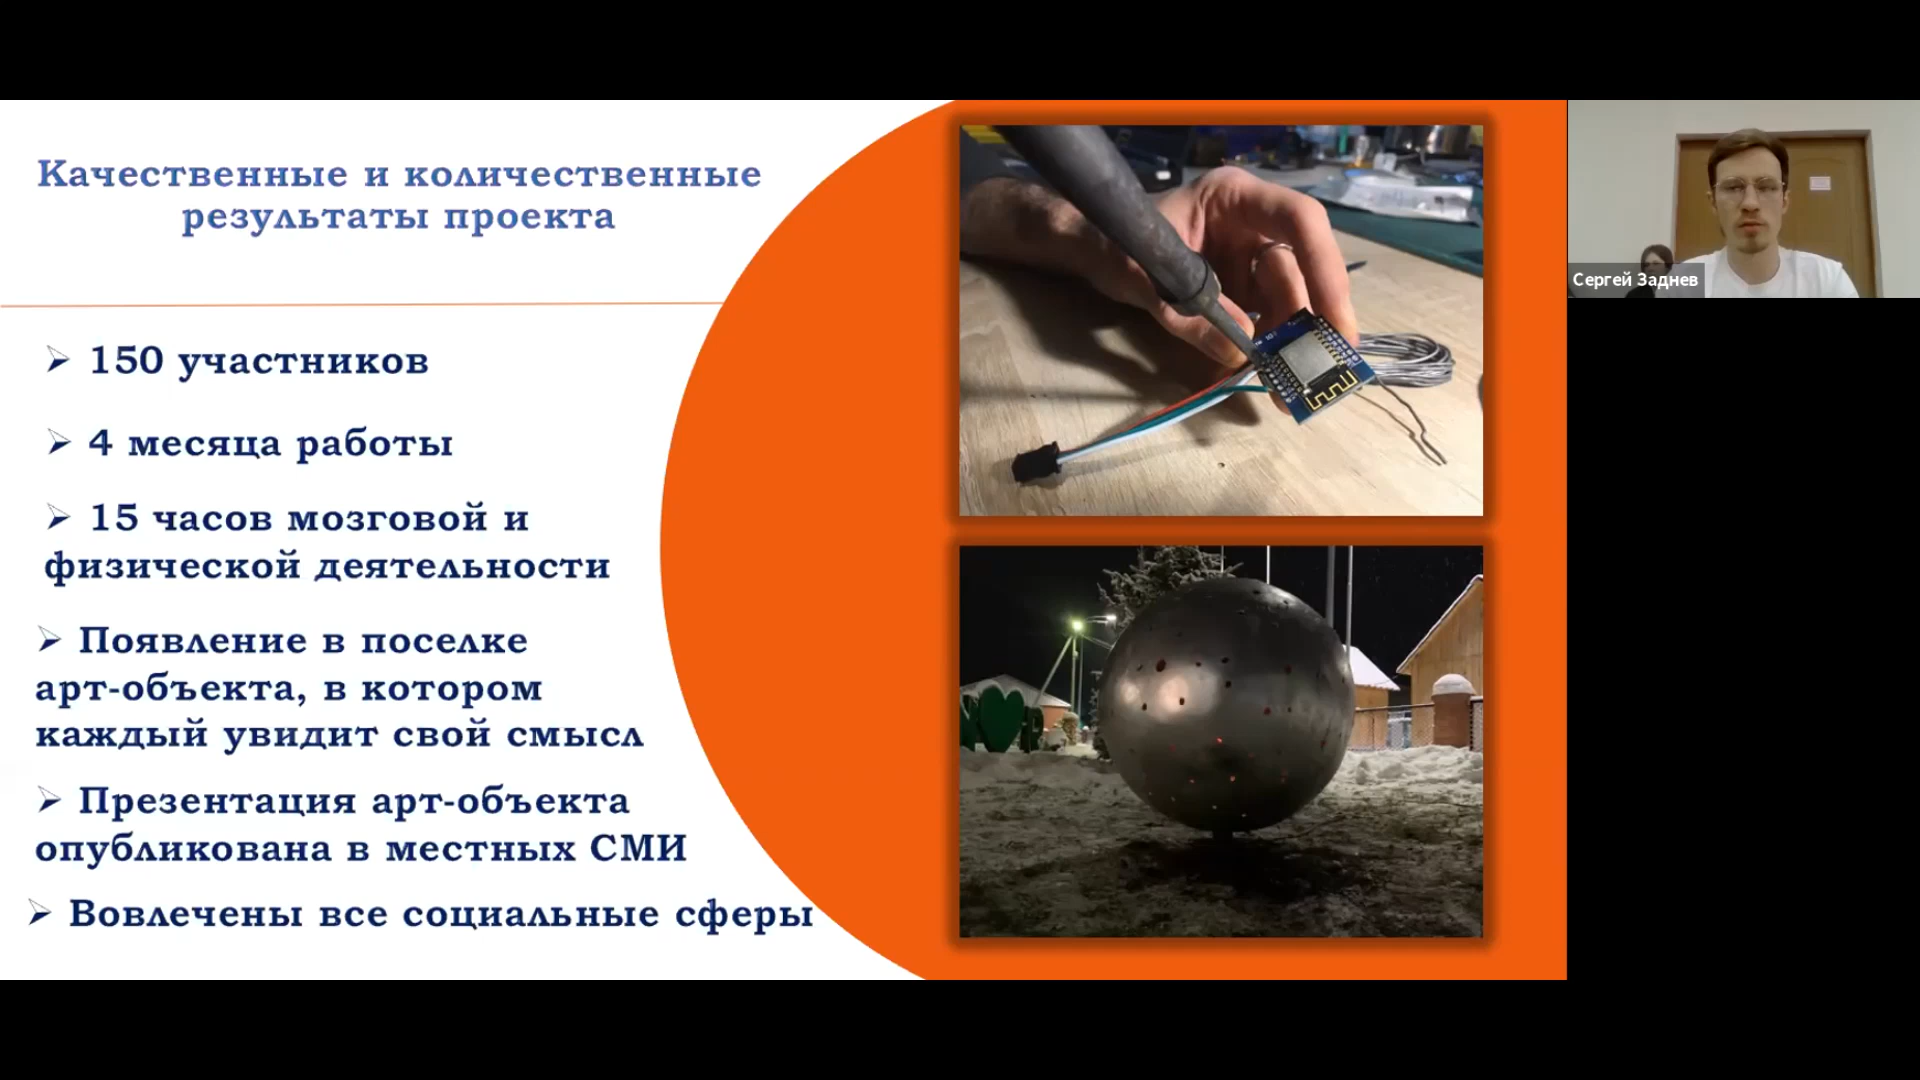 Качественные и количественные
результаты проекта
150 участников
4 месяца работы
15 часов мозговой и
физической деятельности
Появление в поселке
арт-объекта, в котором
каждый увидит свой смысл
Презентация арт-объекта
опубликована в местных СМИ
Вовлечены все социальные сферы
Сергей Заднев